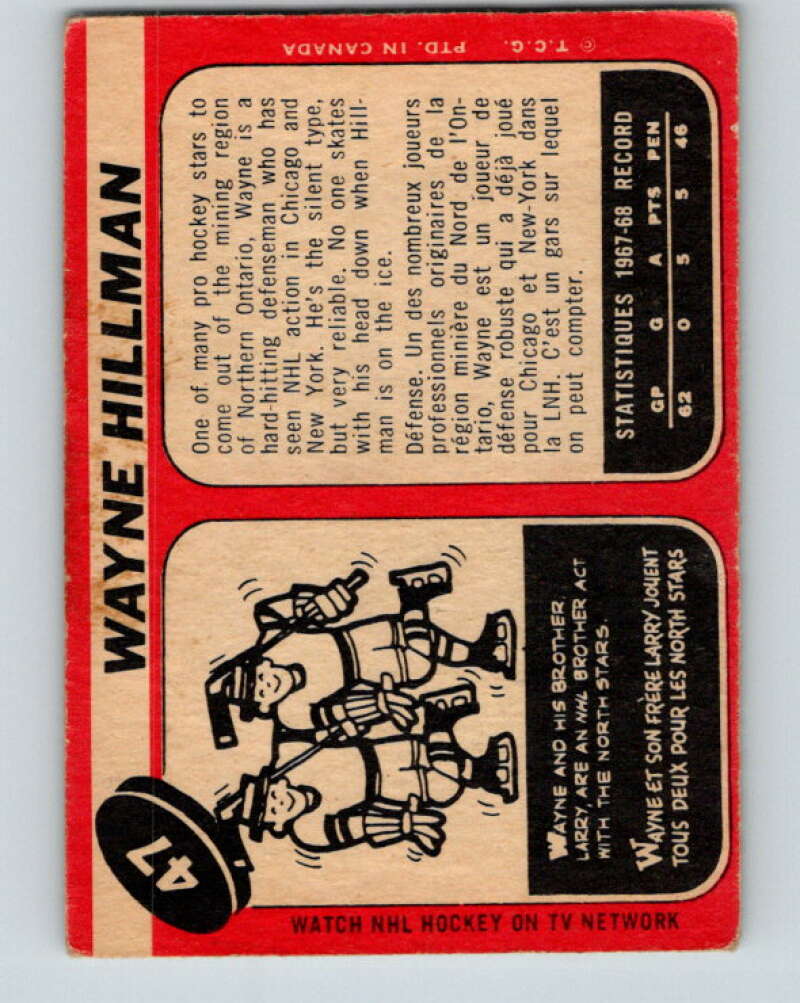 WAYNE HILLMAN
47
WAYNE AND HIS BROTHER,
LARRY, ARE AN NHL BROTHER ACT
WITH THE NORTH STARS.
WAYNE ET SON FRÈRE LARRY JOUENT
TOUS DEUX POUR LES NORTH STARS
WATCH NHL HOCKEY ON TV NETWORK
One of many pro hockey stars to
come out of the mining region
of Northern Ontario, Wayne is a
hard-hitting defenseman who has
seen NHL action in Chicago and
New York. He's the silent type,
but very reliable. No one skates
with his head down when Hill-
man is on the ice.
Défense. Un des nombreux joueurs
professionnels originaires de la
région minière du Nord de l'On-
tario, Wayne est un joueur de
défense robuste qui a déjà joué
pour Chicago et New-York dans
la LNH. C'est un gars sur lequel
on peut compter.
STATISTIQUES 1967-68 RECORD
GP G A PTS PEN
62 0 5 5 46
© T.C.G. PTD. IN CANADA